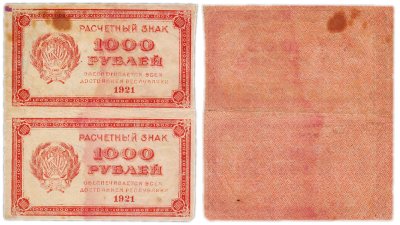 РАСЧЕТНЫЙ ЗНАК
1000
РУБЛЕЙ
ОБЕСПЕЧИВАЕТСЯ ВСЕМ
ДОСТОЯНИЕМ РЕСПУБЛИКИ
1921
РАСЧЕТНЫЙ ЗНАК
1000
РУБЛЕЙ
ОБЕСПЕЧИВАЕТСЯ ВСЕМ
ДОСТОЯНИЕМ РЕСПУБЛИКИ
1921